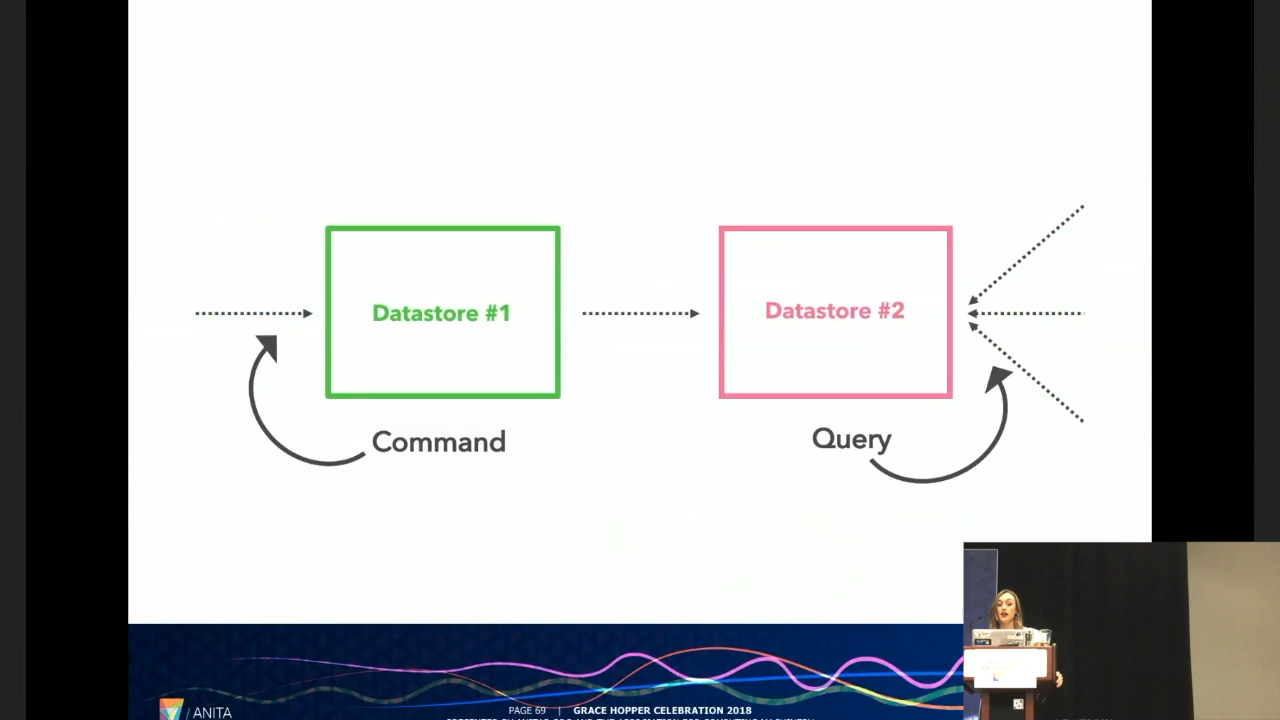 Datastore #1
Datastore #2
Command
Query
PAGE 69 | GRACE HOPPER CELEBRATION 2018
/ ANITA